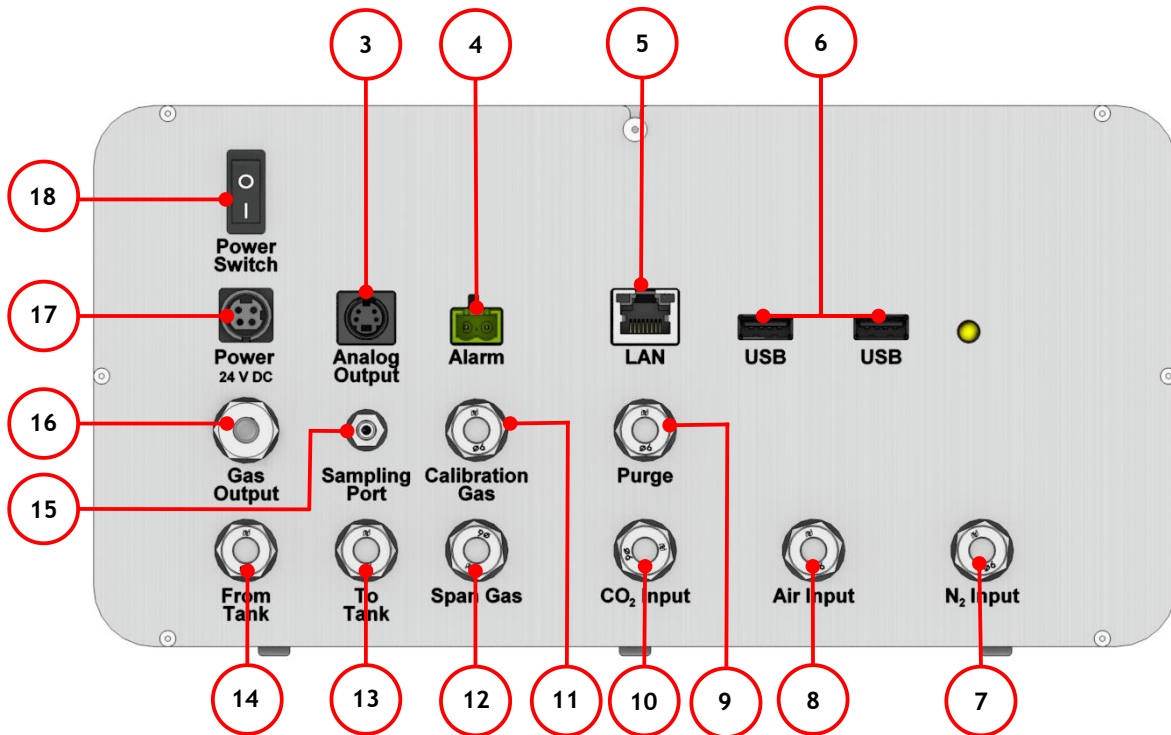 3
4
5
6
18
O
I
Power
Switch
17
Power
24 V DC
Analog
Output
Alarm
LAN
USB
USB
16
Gas
Output
Sampling
Port
Calibration
Gas
Purge
15
From
Tank
To
Tank
Span Gas
CO₂ Input
Air Input
N₂ Input
14
13
12
11
10
9
8
7